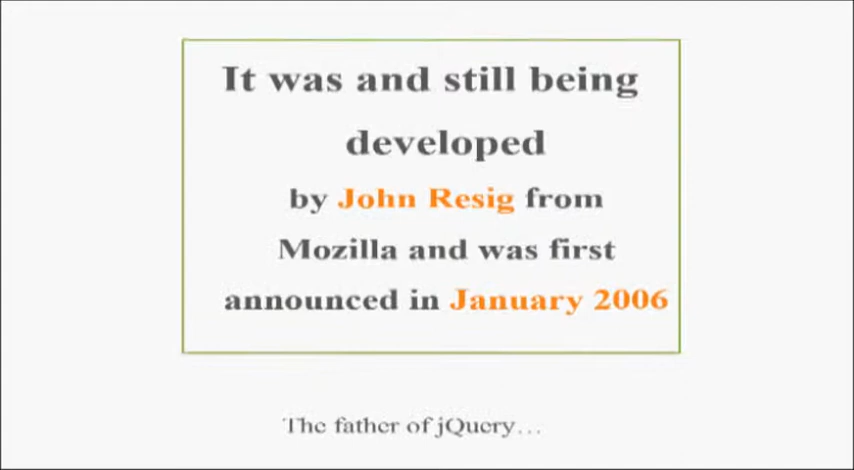 It was and still being
developed
by John Resig from
Mozilla and was first
announced in January 2006
The father of jQuery...